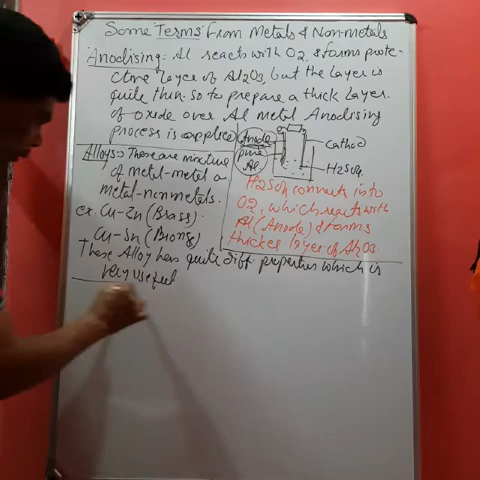 Some Terms from Metals & Non-metals
Anodising:- Al reacts with O2 & forms prote-
ctive layer of Al2O3, but the layer is
quite thin. so to prepare a thick layer.
of oxide over Al metal Anodising
process is applied
Anode
pure
Al
Cathod
H2SO4
H2SO4 converts into
O2, which reacts with
Al (Anode) & forms
thicker layer of Al2O3.
Alloys:- These are mixture
of metal-metal or
metal-nonmetals.
ex. Cu-Zn (Brass).
Cu-Sn (Bronze)
These Alloy has quite diff. properties which is
very useful